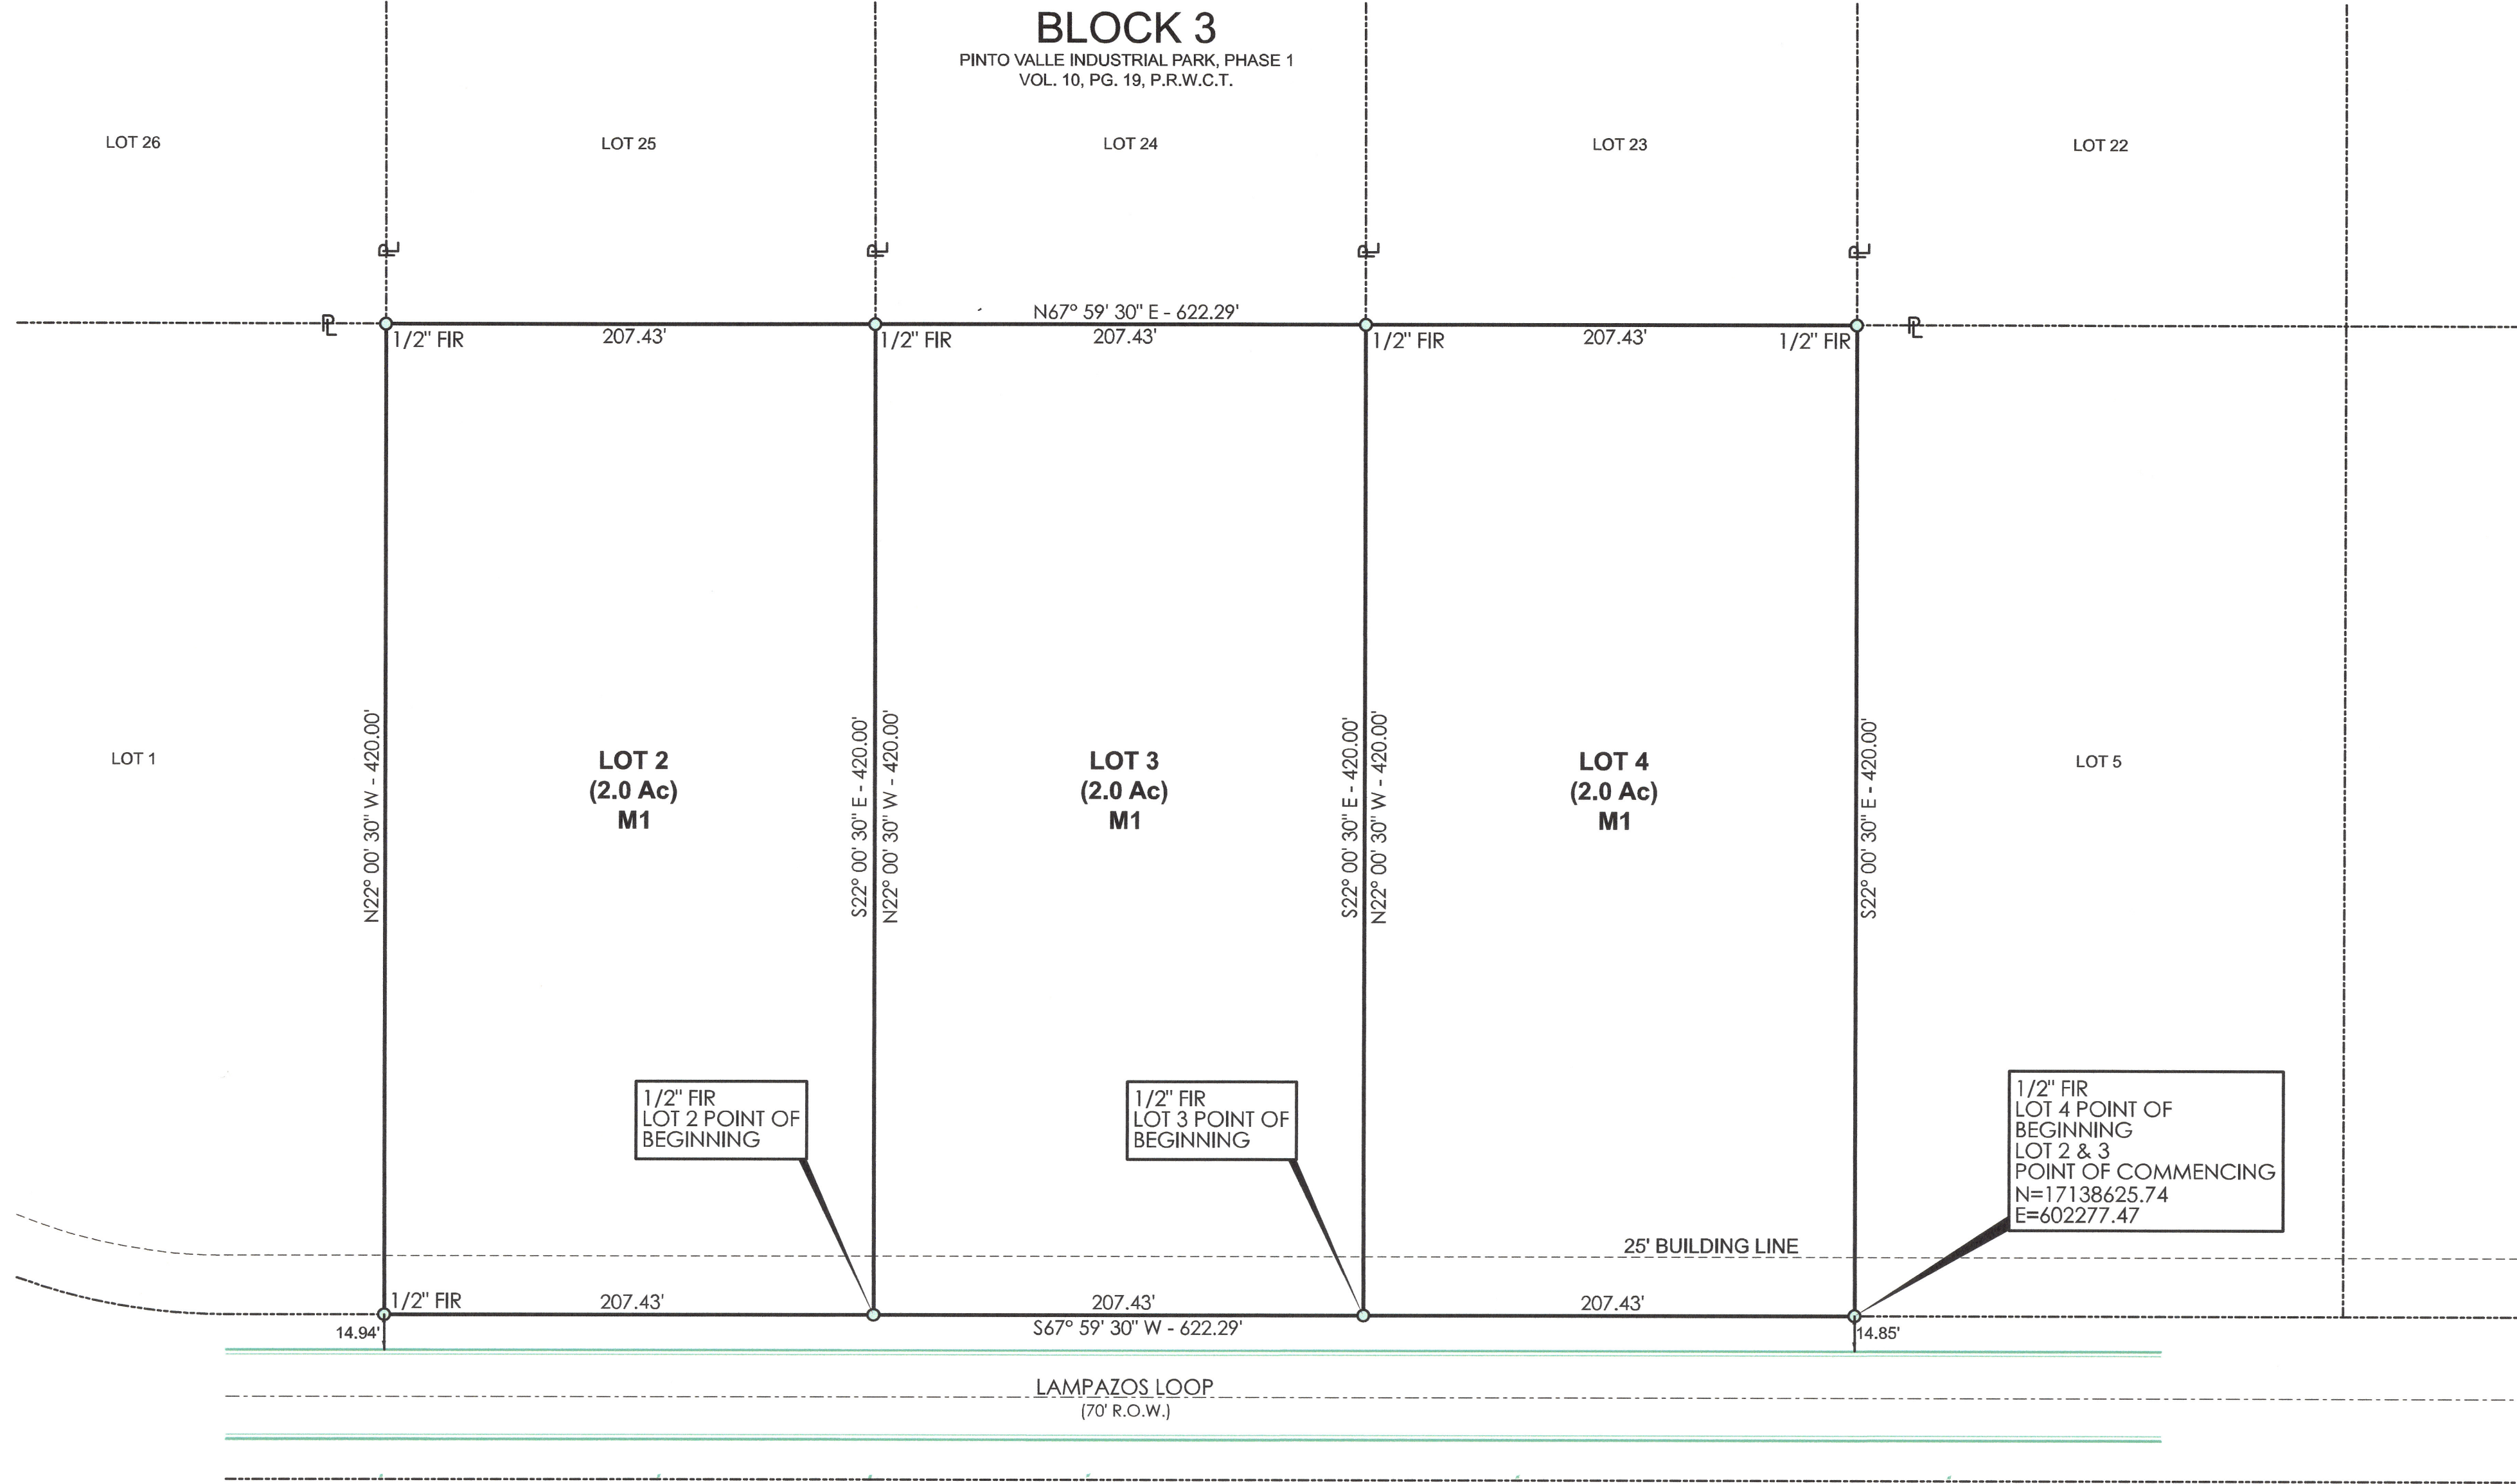 BLOCK 3
PINTO VALLE INDUSTRIAL PARK, PHASE 1
VOL. 10, PG. 19, P.R.W.C.T.
LOT 26
LOT 25
LOT 24
LOT 23
LOT 22
PL
PL
PL
PL
PL
PL
N67° 59' 30" E - 622.29'
1/2" FIR
207.43'
1/2" FIR
207.43'
1/2" FIR
207.43'
1/2" FIR
LOT 1
N22° 00' 30" W - 420.00'
LOT 2
(2.0 Ac)
M1
S22° 00' 30" E - 420.00'
N22° 00' 30" W - 420.00'
LOT 3
(2.0 Ac)
M1
S22° 00' 30" E - 420.00'
N22° 00' 30" W - 420.00'
LOT 4
(2.0 Ac)
M1
S22° 00' 30" E - 420.00'
LOT 5
1/2" FIR
LOT 2 POINT OF
BEGINNING
1/2" FIR
LOT 3 POINT OF
BEGINNING
1/2" FIR
LOT 4 POINT OF
BEGINNING
LOT 2 & 3
POINT OF COMMENCING
N=17138625.74
E=602277.47
25' BUILDING LINE
1/2" FIR
207.43'
207.43'
207.43'
14.94'
S67° 59' 30" W - 622.29'
14.85'
LAMPAZOS LOOP
(70' R.O.W.)